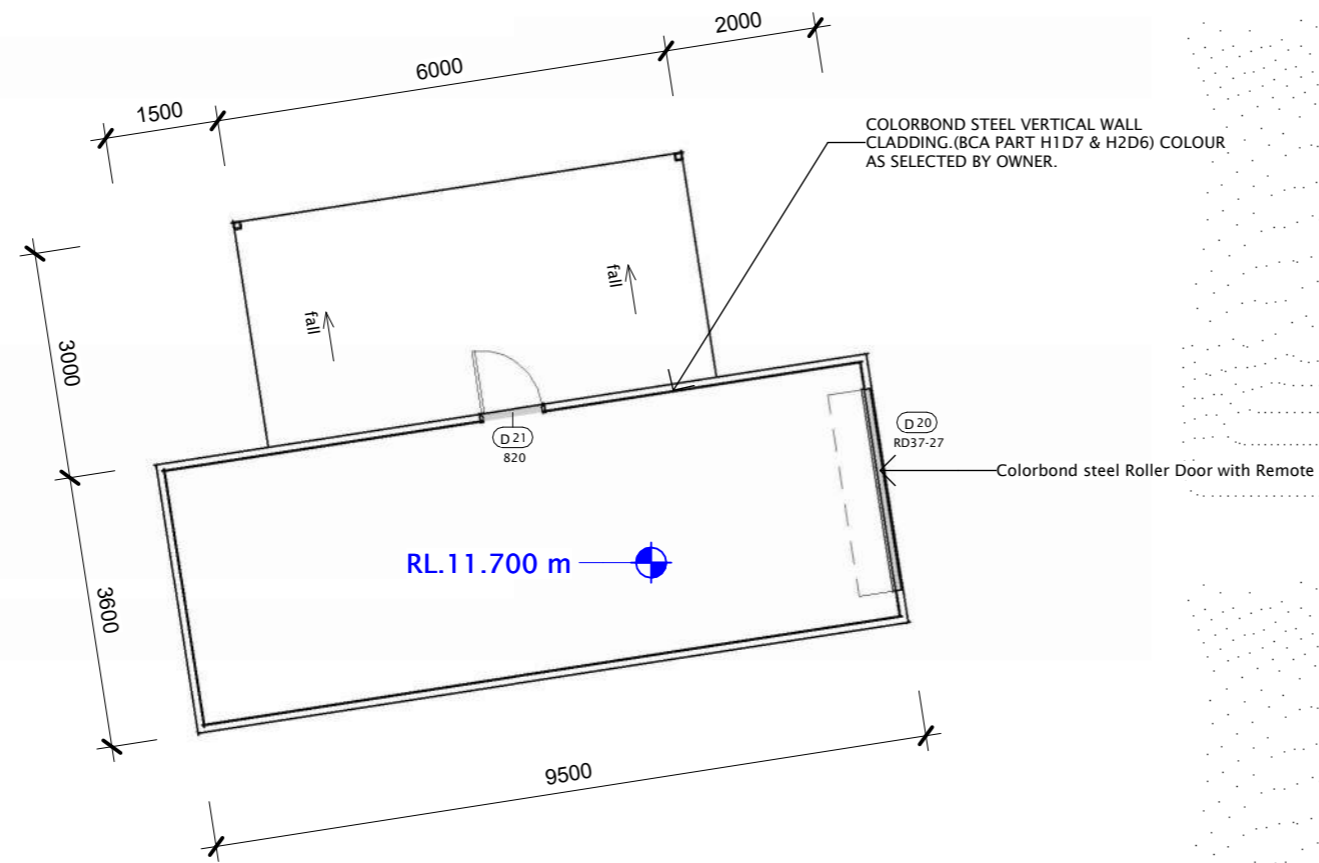 2000
6000
1500
COLORBOND STEEL VERTICAL WALL
CLADDING.(BCA PART H1D7 & H2D6) COLOUR
AS SELECTED BY OWNER.
fall
fall
3000
D 21
820
D 20
RD37-27
Colorbond steel Roller Door with Remote
RL.11.700 m
3600
9500